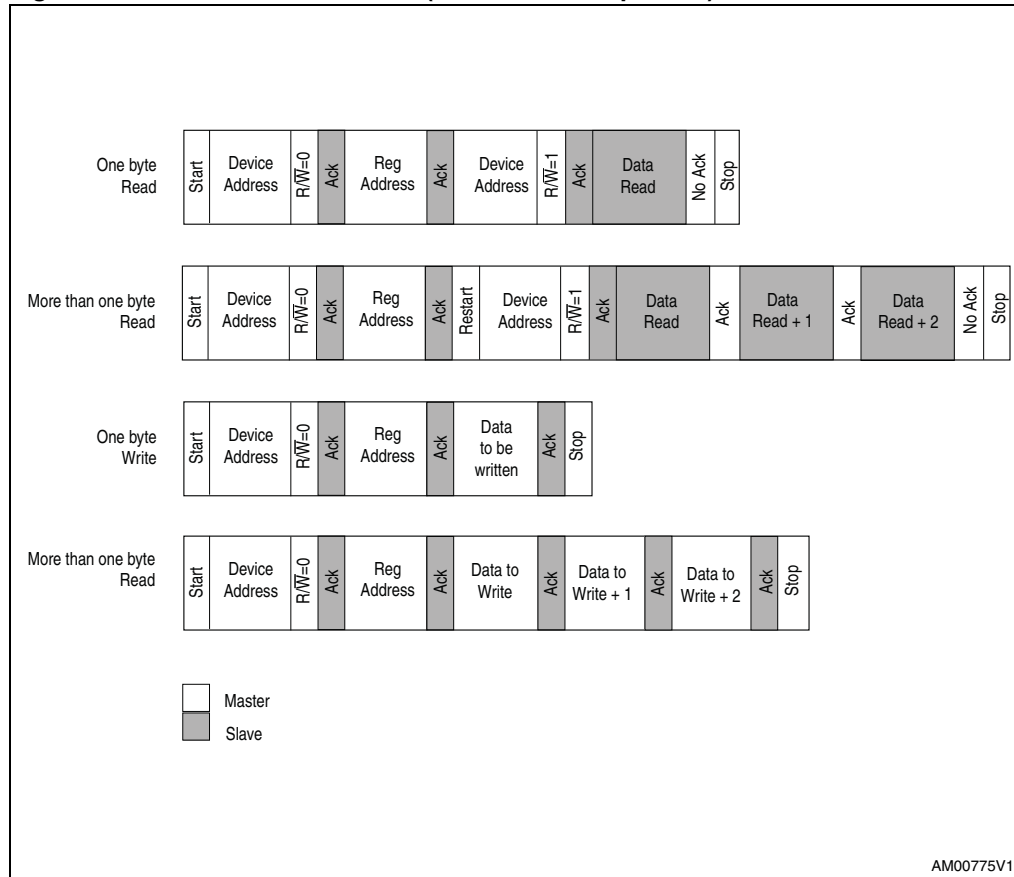 One byte
Read
Start
Device
Address
R/W̅=0
Ack
Reg
Address
Ack
Device
Address
R/W̅=1
Ack
Data
Read
No Ack
Stop
More than one byte
Read
Start
Device
Address
R/W̅=0
Ack
Reg
Address
Ack
Restart
Device
Address
R/W̅=1
Ack
Data
Read
Ack
Data
Read + 1
Ack
Data
Read + 2
No Ack
Stop
One byte
Write
Start
Device
Address
R/W̅=0
Ack
Reg
Address
Ack
Data
to be
written
Ack
Stop
More than one byte
Read
Start
Device
Address
R/W̅=0
Ack
Reg
Address
Ack
Data to
Write
Ack
Data to
Write + 1
Ack
Data to
Write + 2
Ack
Stop
Master
Slave
AM00775V1